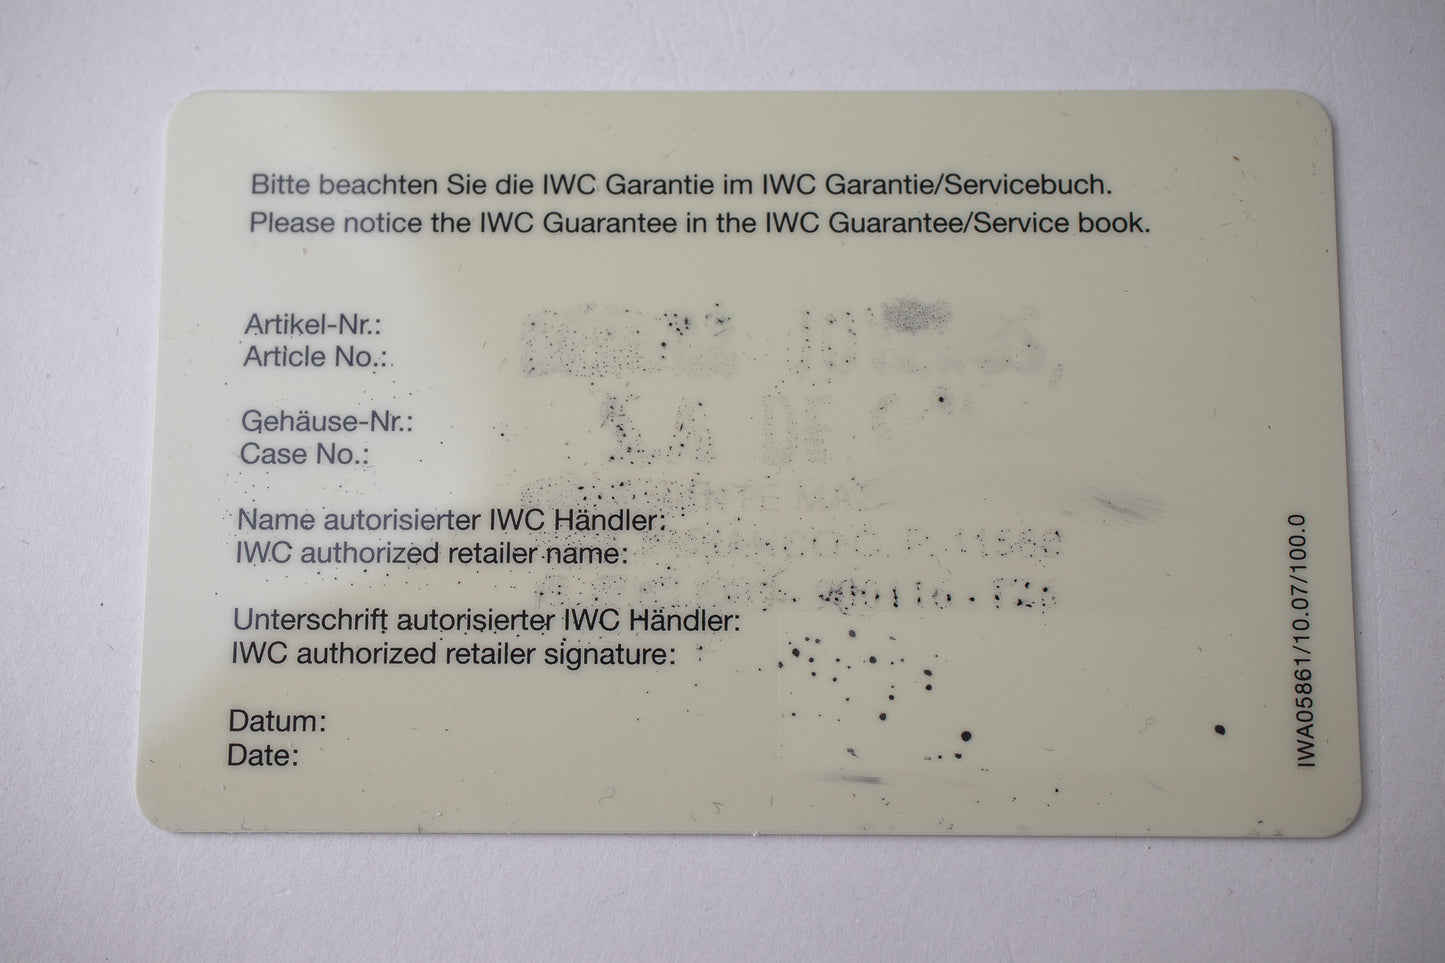 Bitte beachten Sie die IWC Garantie im IWC Garantie/Servicebuch.
Please notice the IWC Guarantee in the IWC Guarantee/Service book.
Artikel-Nr.:
Article No.:
Gehäuse-Nr.:
Case No.:
Name autorisierter IWC Händler:
IWC authorized retailer name:
Unterschrift autorisierter IWC Händler:
IWC authorized retailer signature:
Datum:
Date:
IWA05861/10.07/100.0